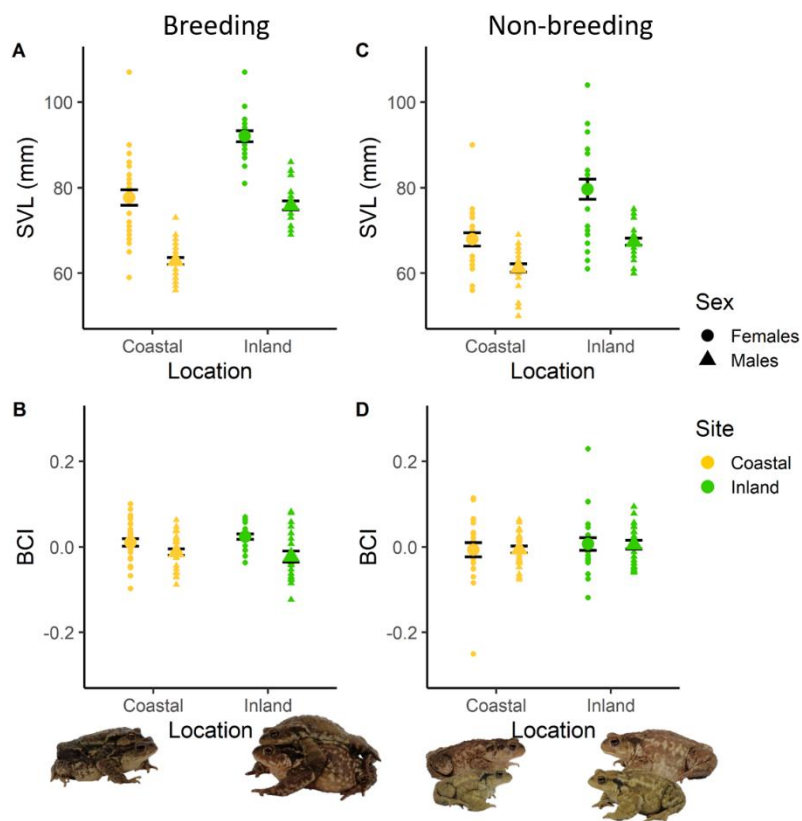 Breeding
Non-breeding
A
SVL (mm)
100
80
60
Coastal
Inland
Location
C
SVL (mm)
100
80
60
Coastal
Inland
Location
Sex
Females
Males
Site
Coastal
Inland
B
BCI
0.2
0.0
-0.2
Coastal
Inland
Location
D
BCI
0.2
0.0
-0.2
Coastal
Inland
Location